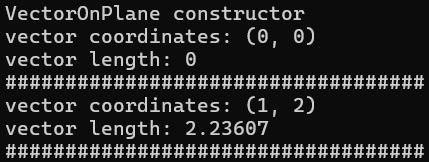 VectorOnPlane constructor
vector coordinates: (0, 0)
vector length: 0
###################################
vector coordinates: (1, 2)
vector length: 2.23607
###################################